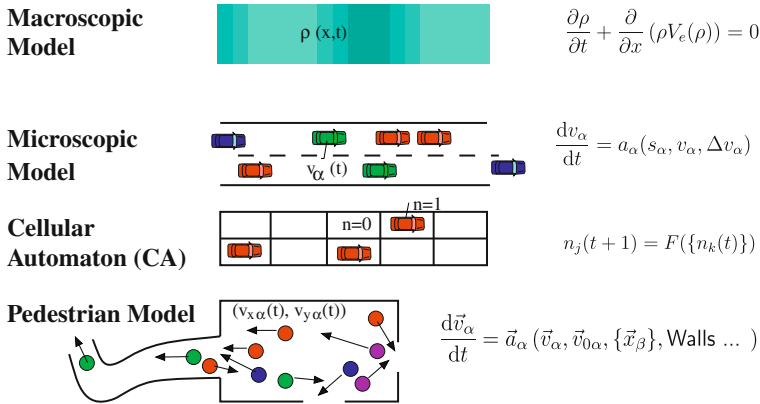 Macroscopic
Model
ρ (x,t)
∂ρ/∂t + ∂/∂x (ρVₑ(ρ)) = 0
Microscopic
Model
v_α (t)
dv_α/dt = a_α(s_α, v_α, Δv_α)
Cellular
Automaton (CA)
n=1
n=0
n_j(t + 1) = F({n_k(t)})
Pedestrian Model
(v_xα(t), v_yα(t))
dv⃗_α/dt = a⃗_α (v⃗_α, v⃗_0α, {x⃗_β}, Walls ... )